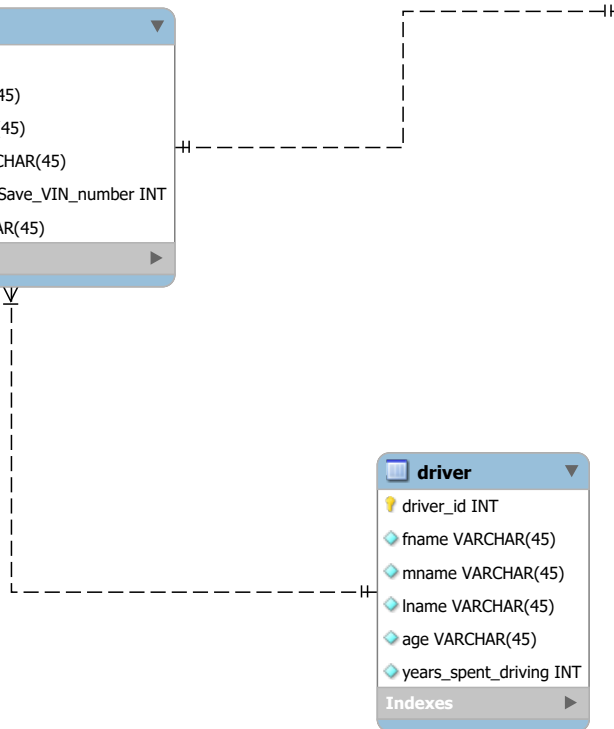 45)
45)
CHAR(45)
Save_VIN_number INT
AR(45)
driver
driver_id INT
fname VARCHAR(45)
mname VARCHAR(45)
lname VARCHAR(45)
age VARCHAR(45)
years_spent_driving INT
Indexes